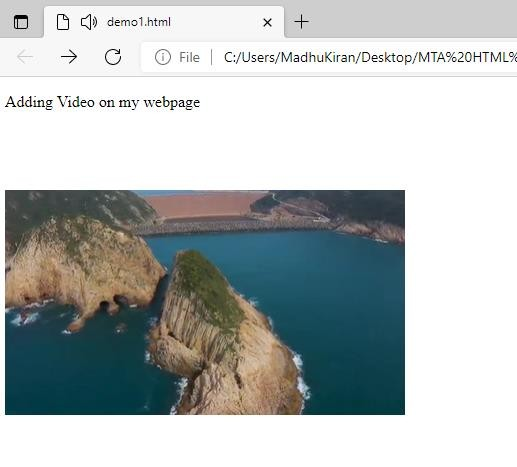 demo1.html
File C:/Users/MadhuKiran/Desktop/MTA%20HTML%
Adding Video on my webpage